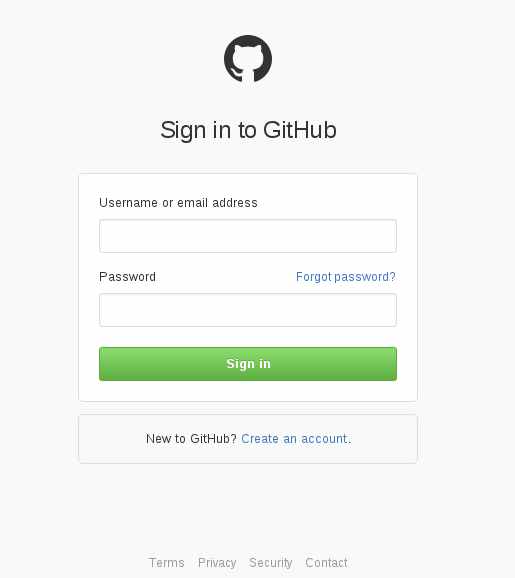 Sign in to GitHub
Username or email address
Password Forgot password?
Sign in
New to GitHub? Create an account.
Terms Privacy Security Contact